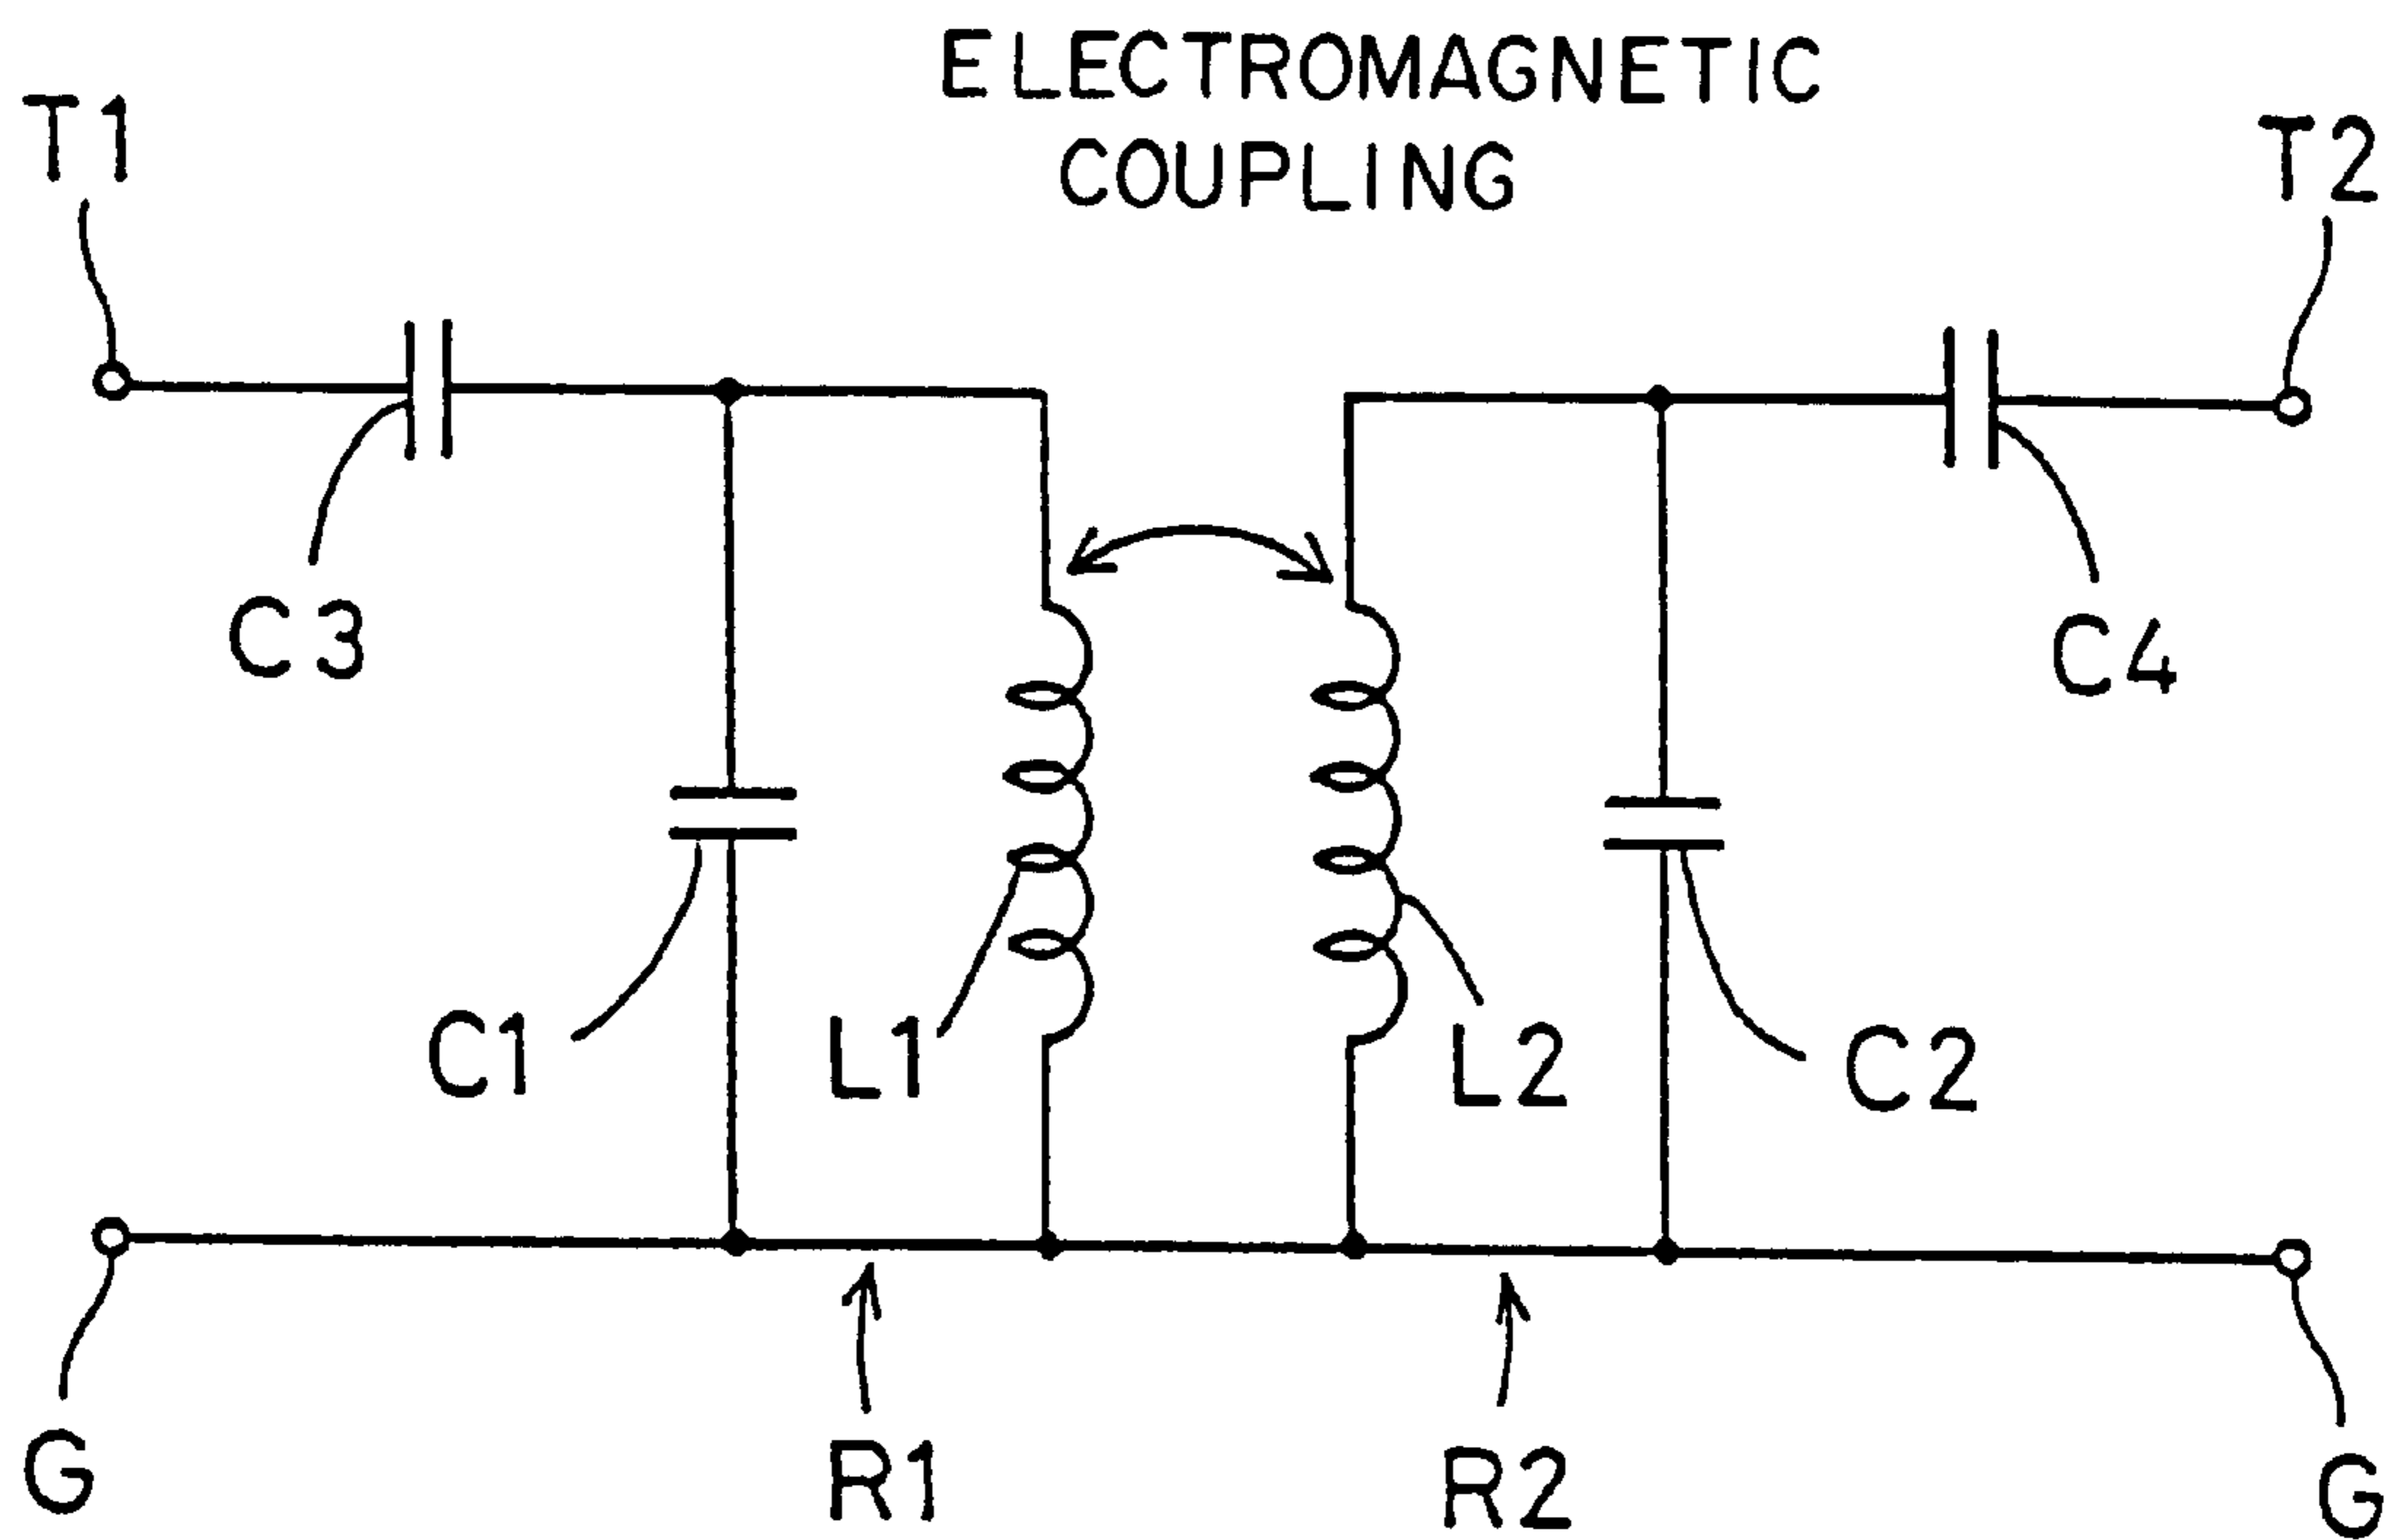 ELECTROMAGNETIC
COUPLING
T1
T2
C3
C4
C1
L1
L2
C2
G
R1
R2
G